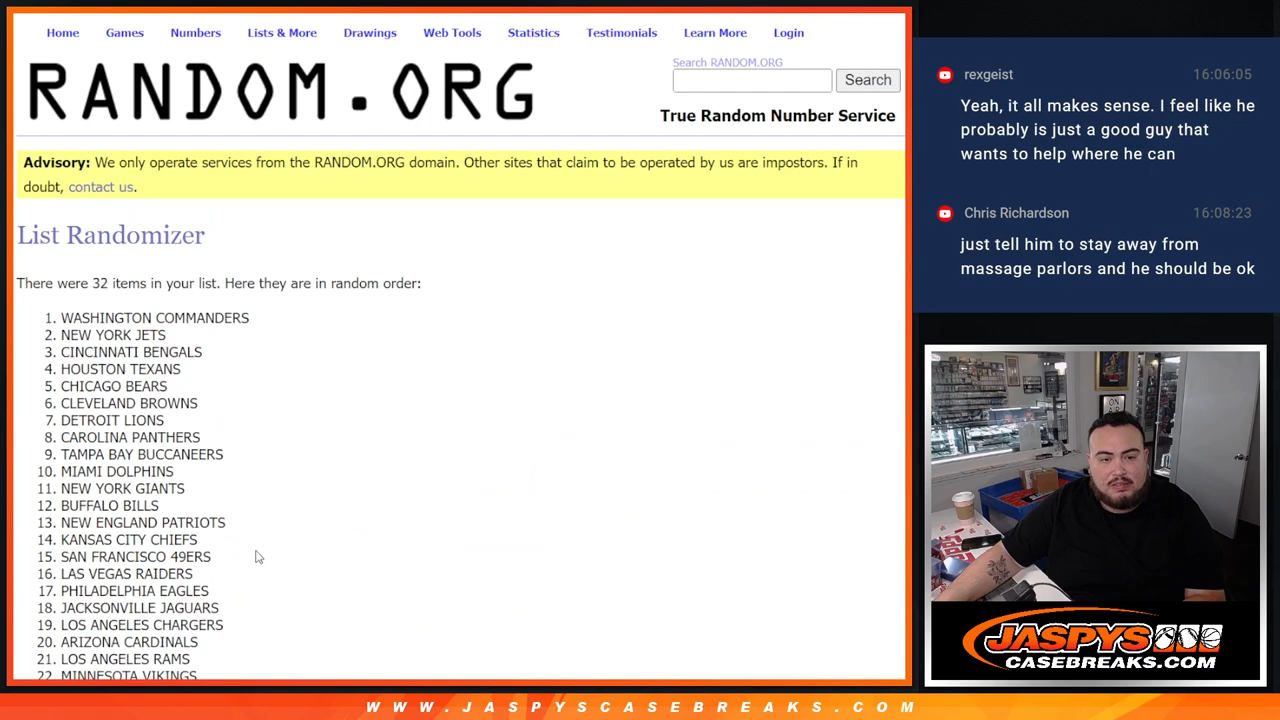 Home Games Numbers Lists & More Drawings Web Tools Statistics Testimonials Learn More Login
RANDOM.ORG
Search RANDOM.ORG
Search
True Random Number Service
Advisory: We only operate services from the RANDOM.ORG domain. Other sites that claim to be operated by us are impostors. If in
doubt, contact us.
List Randomizer
There were 32 items in your list. Here they are in random order:
1. WASHINGTON COMMANDERS
2. NEW YORK JETS
3. CINCINNATI BENGALS
4. HOUSTON TEXANS
5. CHICAGO BEARS
6. CLEVELAND BROWNS
7. DETROIT LIONS
8. CAROLINA PANTHERS
9. TAMPA BAY BUCCANEERS
10. MIAMI DOLPHINS
11. NEW YORK GIANTS
12. BUFFALO BILLS
13. NEW ENGLAND PATRIOTS
14. KANSAS CITY CHIEFS
15. SAN FRANCISCO 49ERS
16. LAS VEGAS RAIDERS
17. PHILADELPHIA EAGLES
18. JACKSONVILLE JAGUARS
19. LOS ANGELES CHARGERS
20. ARIZONA CARDINALS
21. LOS ANGELES RAMS
22. MINNESOTA VIKINGS
rexgeist 16:06:05
Yeah, it all makes sense. I feel like he
probably is just a good guy that
wants to help where he can
Chris Richardson 16:08:23
just tell him to stay away from
massage parlors and he should be ok
JASPYS
CASEBREAKS.COM
WWW.JASPYSCASEBREAKS.COM